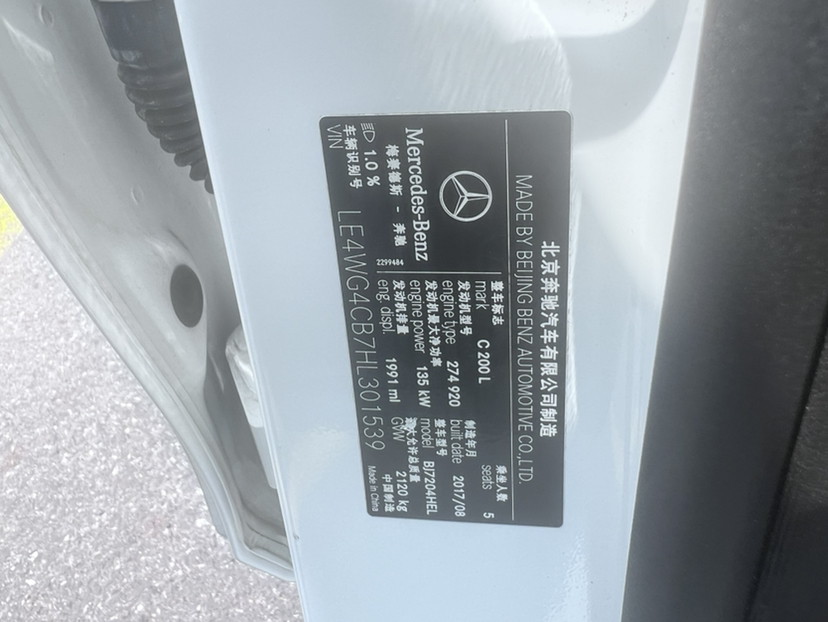 北京奔驰汽车有限公司制造
MADE BY BEIJING BENZ AUTOMOTIVE CO.,LTD.
Mercedes-Benz
梅赛德斯 - 奔驰
1.0 %
2299484
整车标志
mark C 200 L
乘坐人数
seats 5
发动机型号
engine type 274 920
制造年月
built date 2017/08
发动机最大净功率
engine power 135 kW
整车型号
model BJ7204HEL
发动机排量
eng. displ. 1991 ml
最大允许总质量
GVW 2120 kg
车辆识别号
VIN LE4WG4CB7HL301539
中国制造
Made in China